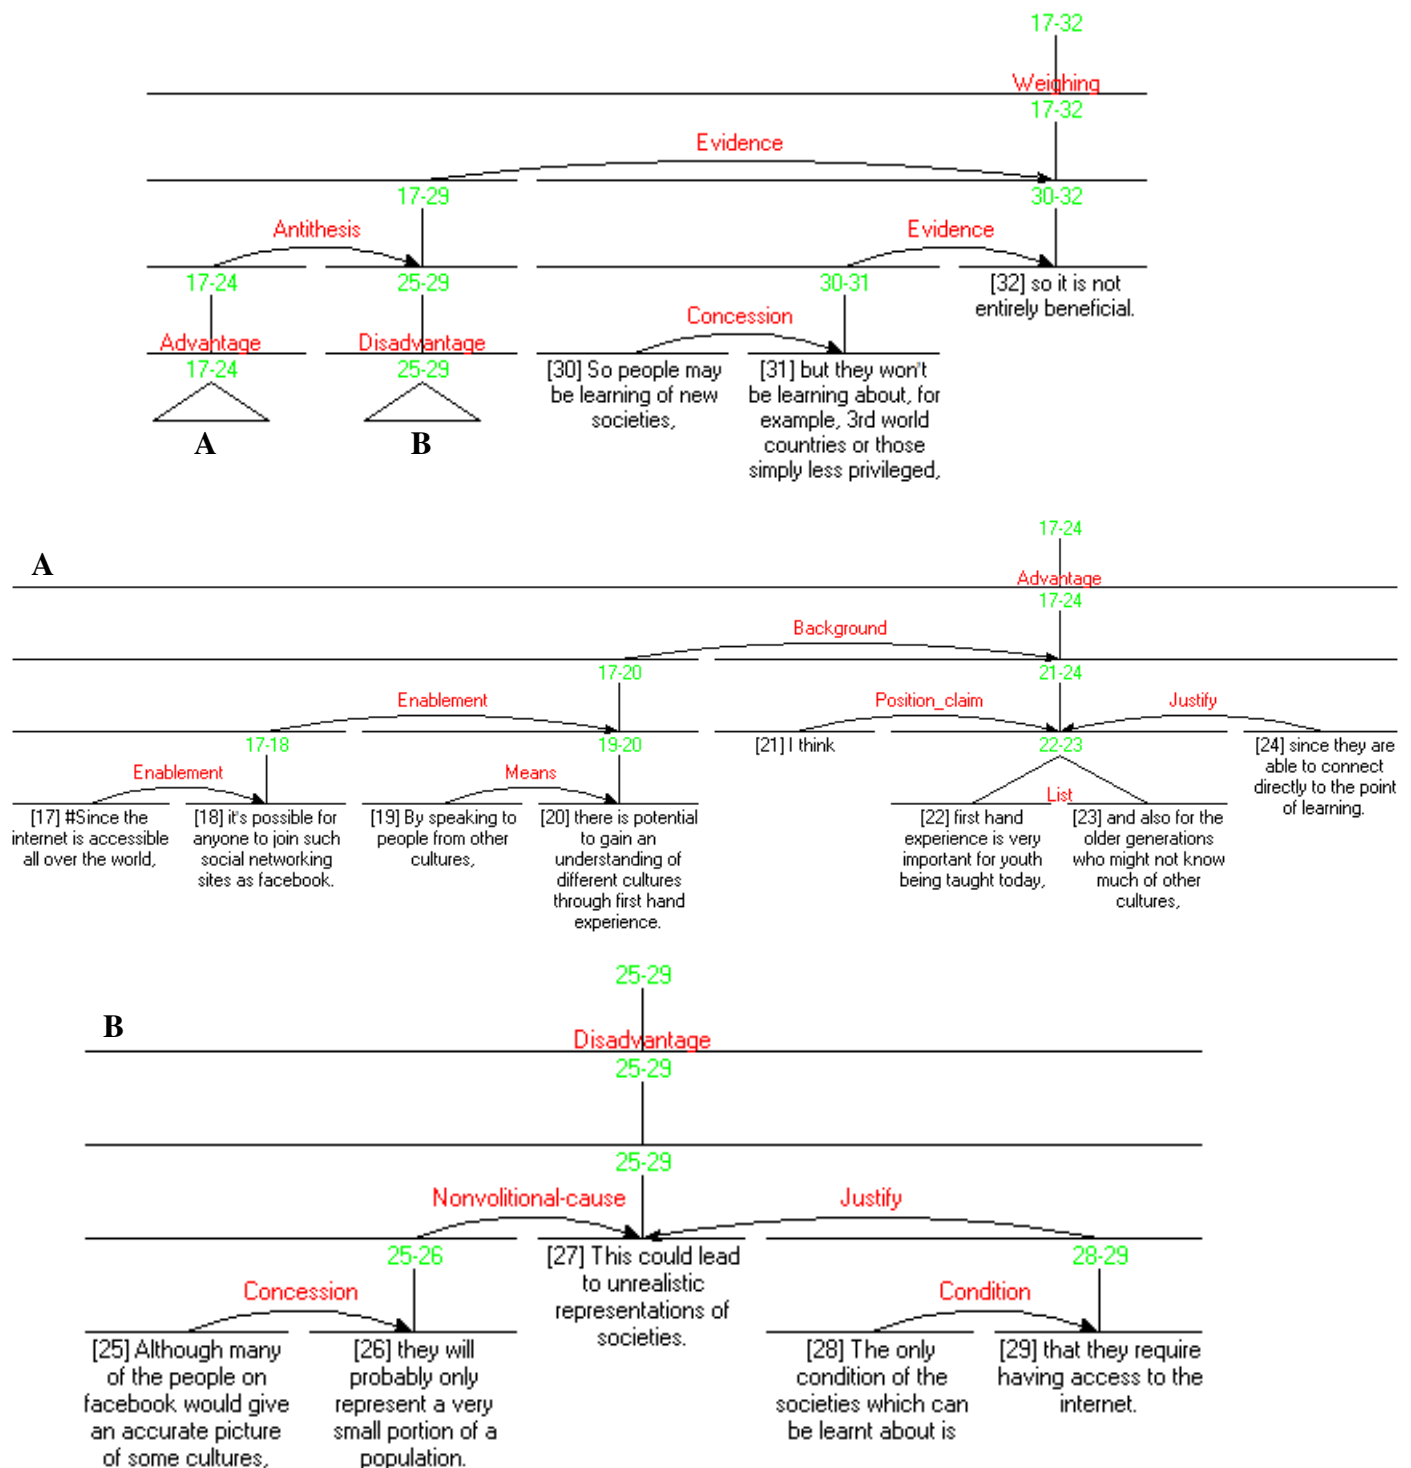 17-32
Weighing
17-32
Evidence
17-29
30-32
Antithesis
Evidence
17-24
25-29
30-31
[32] so it is not
entirely beneficial.
Advantage
Disadvantage
Concession
17-24
25-29
[30] So people may
be learning of new
societies,
[31] but they won't
be learning about, for
example, 3rd world
countries or those
simply less privileged,
A
B
17-24
A
Advantage
17-24
Background
17-20
21-24
Enablement
Position_claim
Justify
17-18
19-20
[21] I think
22-23
[24] since they are
able to connect
directly to the point
of learning.
Enablement
Means
List
[17] #Since the
internet is accessible
all over the world,
[18] it's possible for
anyone to join such
social networking
sites as facebook.
[19] By speaking to
people from other
cultures,
[20] there is potential
to gain an
understanding of
different cultures
through first hand
experience.
[22] first hand
experience is very
important for youth
being taught today,
[23] and also for the
older generations
who might not know
much of other
cultures,
25-29
B
Disadvantage
25-29
25-29
Nonvolitional-cause
Justify
25-26
[27] This could lead
to unrealistic
representations of
societies.
28-29
Concession
Condition
[25] Although many
of the people on
facebook would give
an accurate picture
of some cultures,
[26] they will
probably only
represent a very
small portion of a
population.
[28] The only
condition of the
societies which can
be learnt about is
[29] that they require
having access to the
internet.